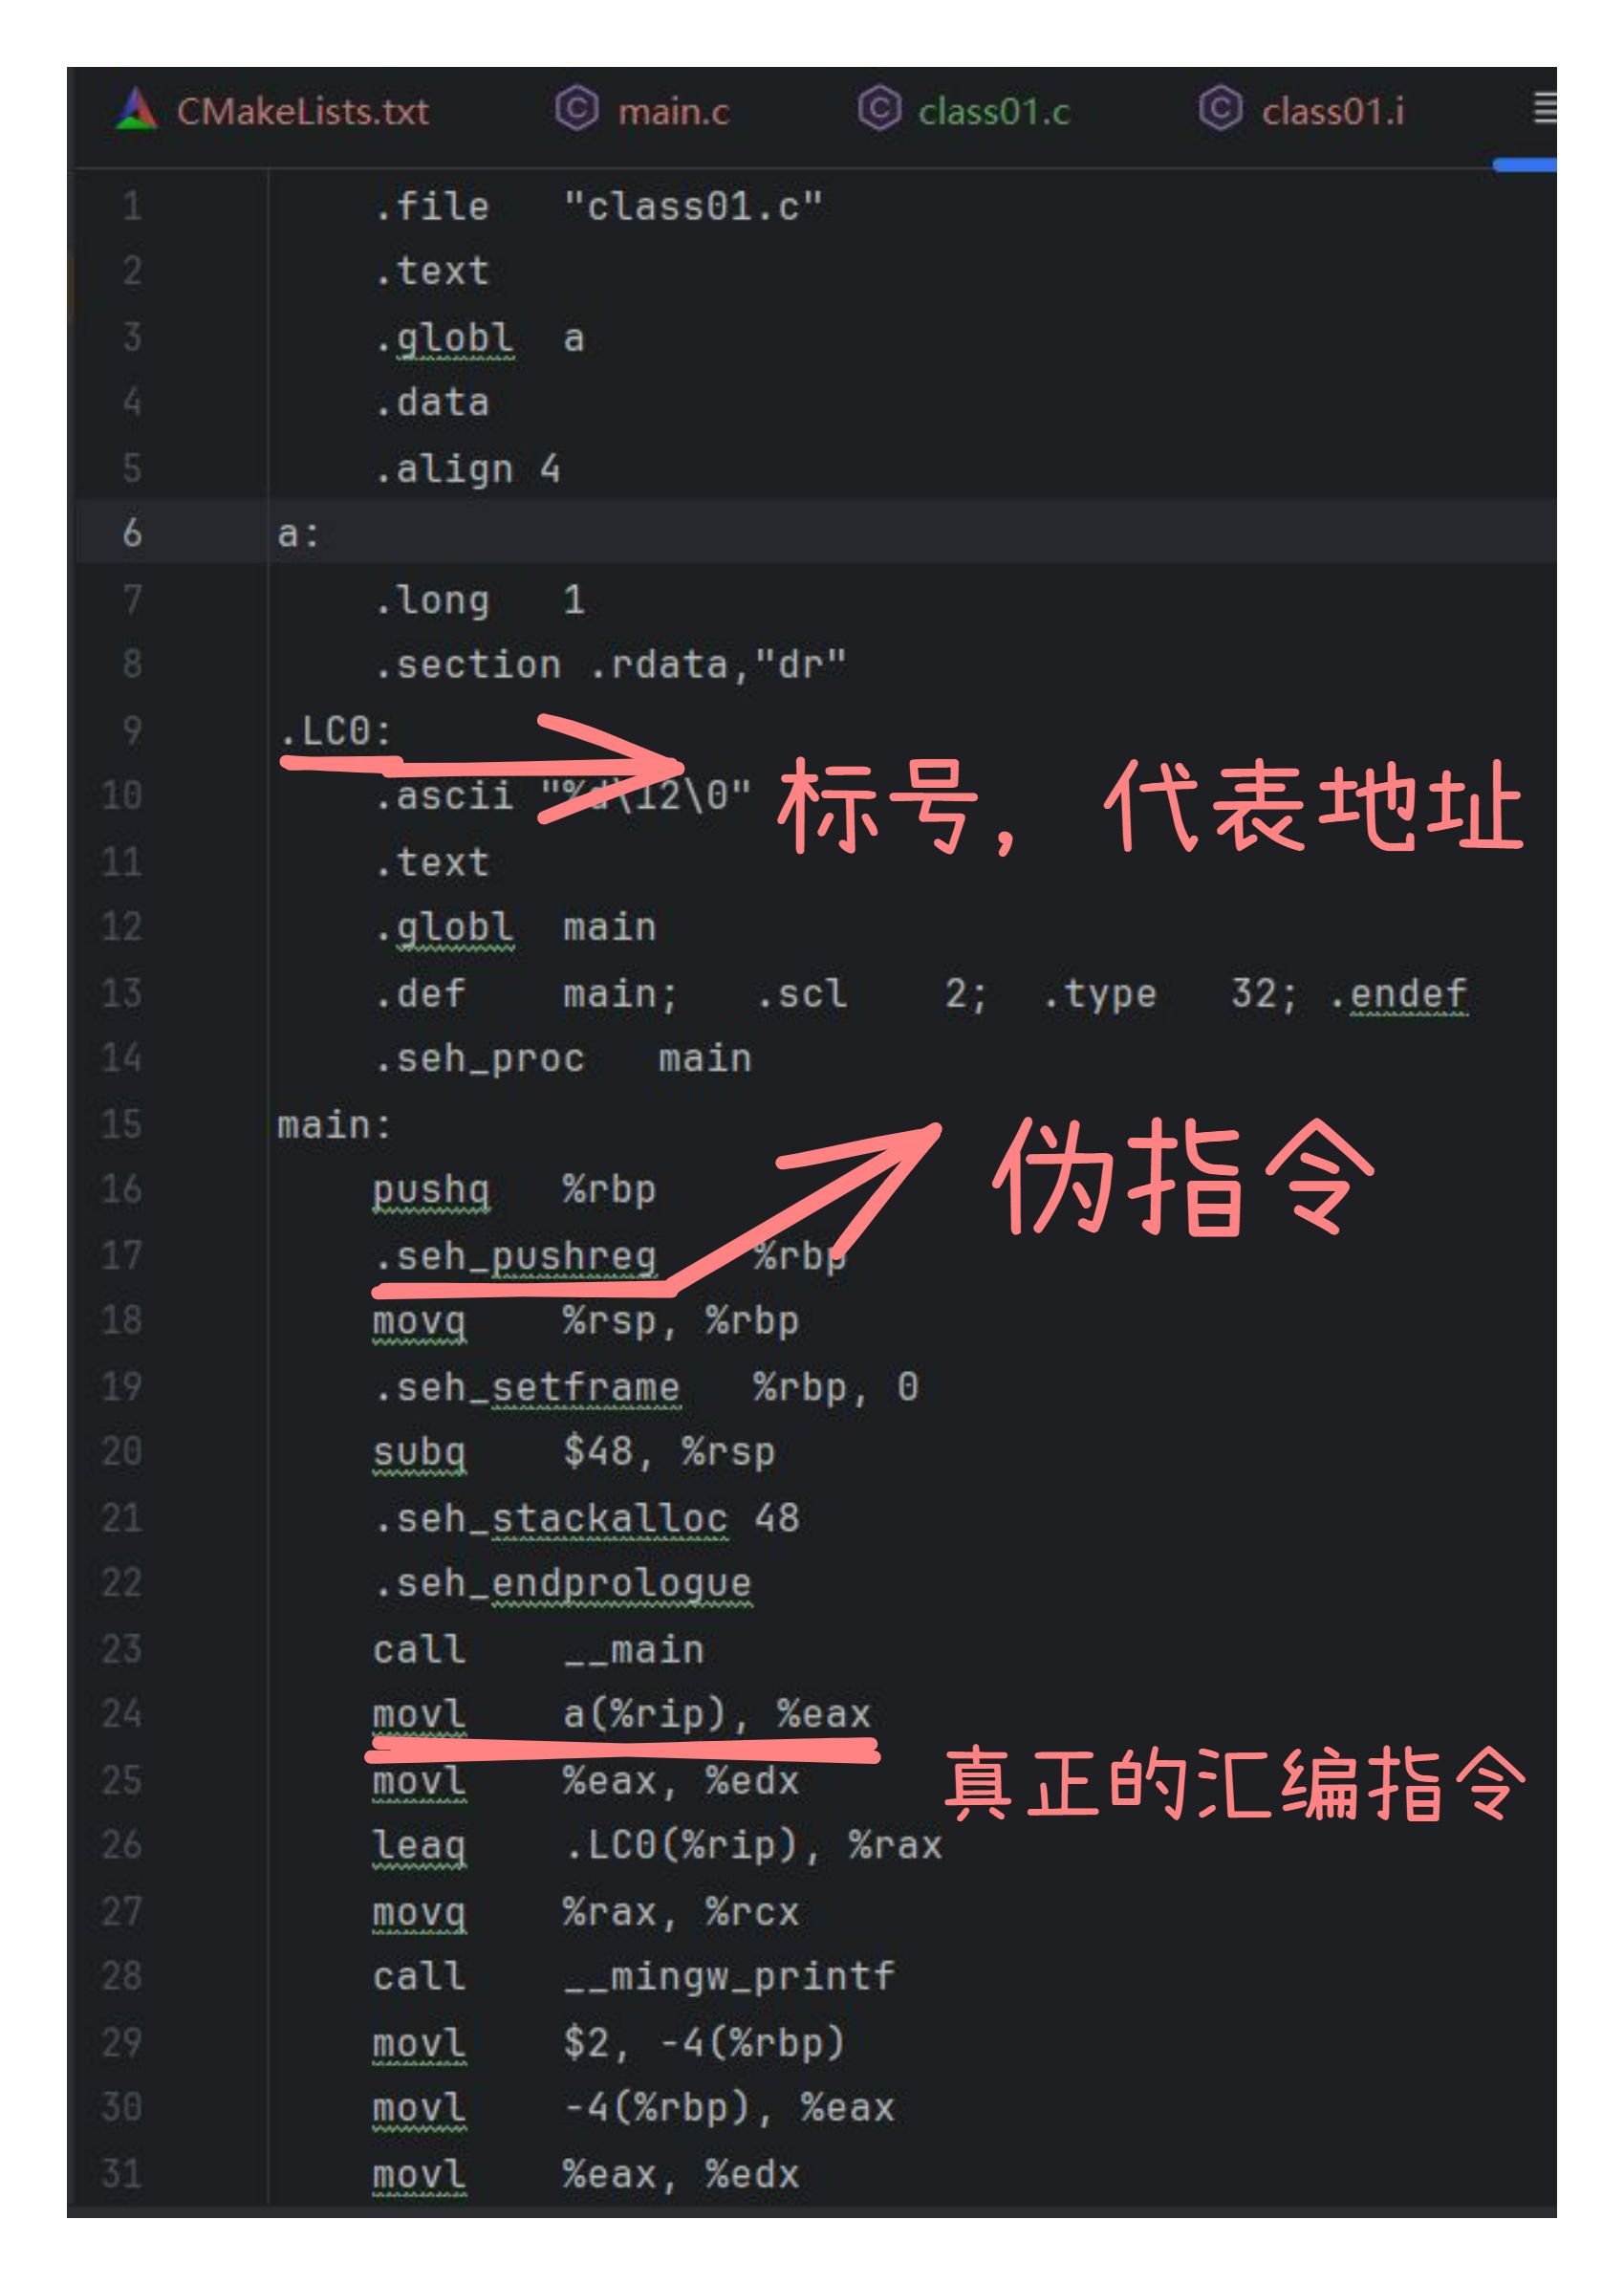 CMakeLists.txt main.c class01.c class01.i
1 .file "class01.c"
2 .text
3 .globl a
4 .data
5 .align 4
6 a:
7 .long 1
8 .section .rdata,"dr"
9 .LC0:
10 .ascii "%d\12\0"
标号，代表地址
11 .text
12 .globl main
13 .def main; .scl 2; .type 32; .endef
14 .seh_proc main
15 main:
伪指令
16 pushq %rbp
17 .seh_pushreg %rbp
18 movq %rsp, %rbp
19 .seh_setframe %rbp, 0
20 subq $48, %rsp
21 .seh_stackalloc 48
22 .seh_endprologue
23 call __main
24 movl a(%rip), %eax
25 movl %eax, %edx
真正的汇编指令
26 leaq .LC0(%rip), %rax
27 movq %rax, %rcx
28 call __mingw_printf
29 movl $2, -4(%rbp)
30 movl -4(%rbp), %eax
31 movl %eax, %edx